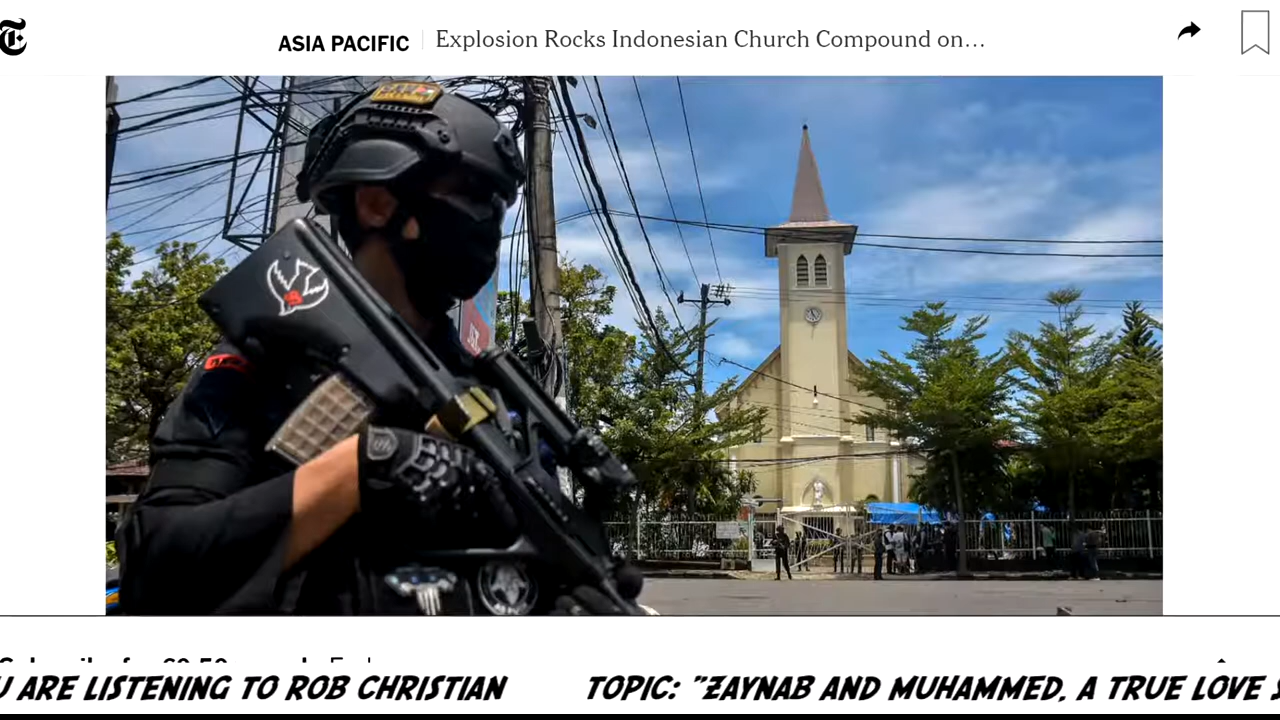 ASIA PACIFIC Explosion Rocks Indonesian Church Compound on...
U ARE LISTENING TO ROB CHRISTIAN TOPIC: "ZAYNAB AND MUHAMMED, A TRUE LOVE S